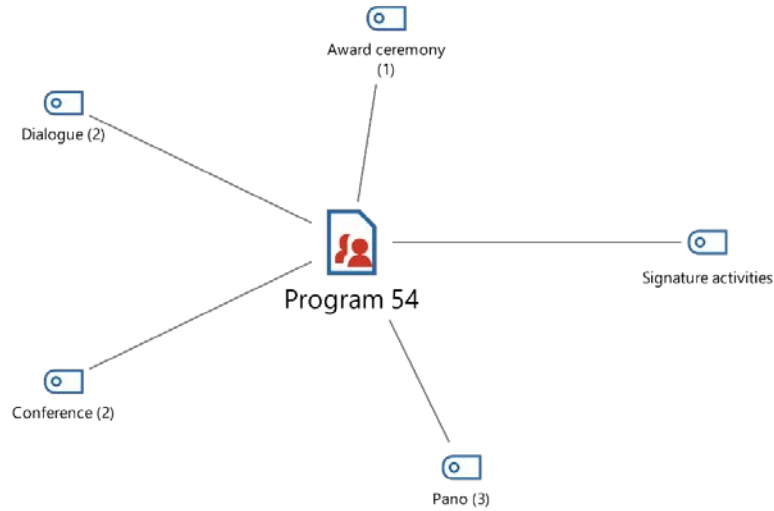 Award ceremony
(1)
Dialogue (2)
Signature activities
Program 54
Conference (2)
Pano (3)